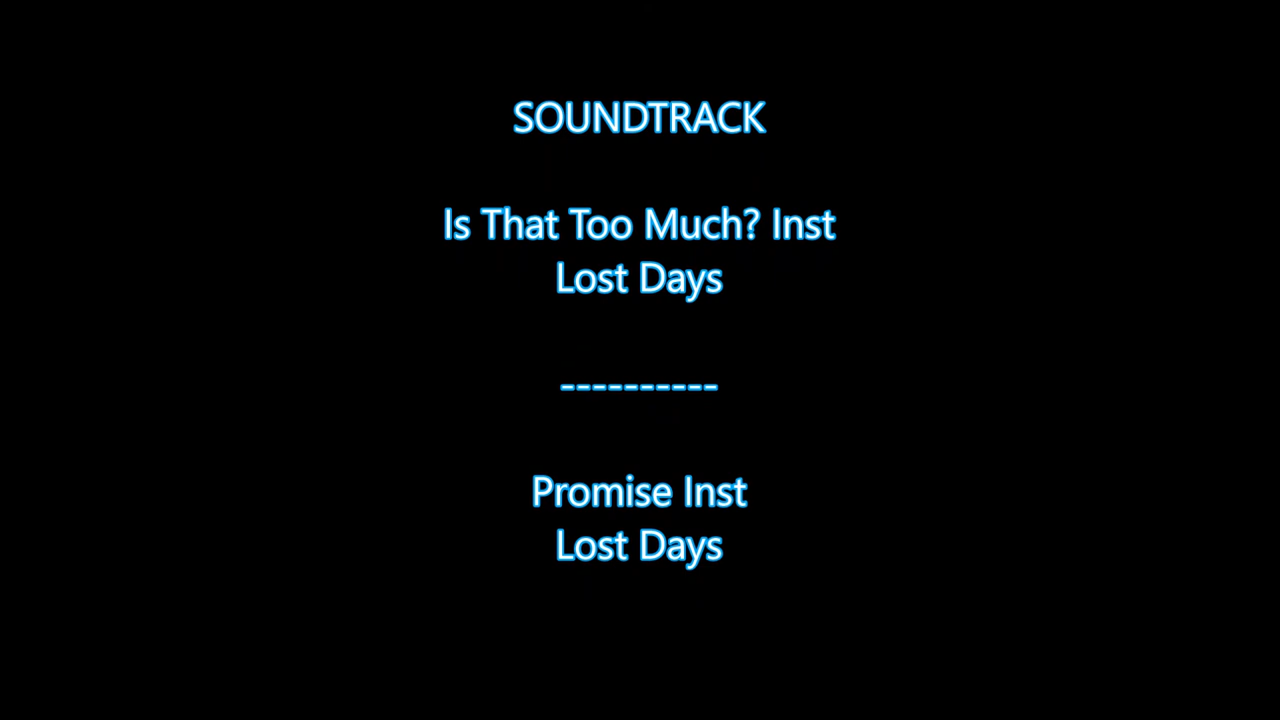 SOUNDTRACK
Is That Too Much? Inst
Lost Days
----------
Promise Inst
Lost Days